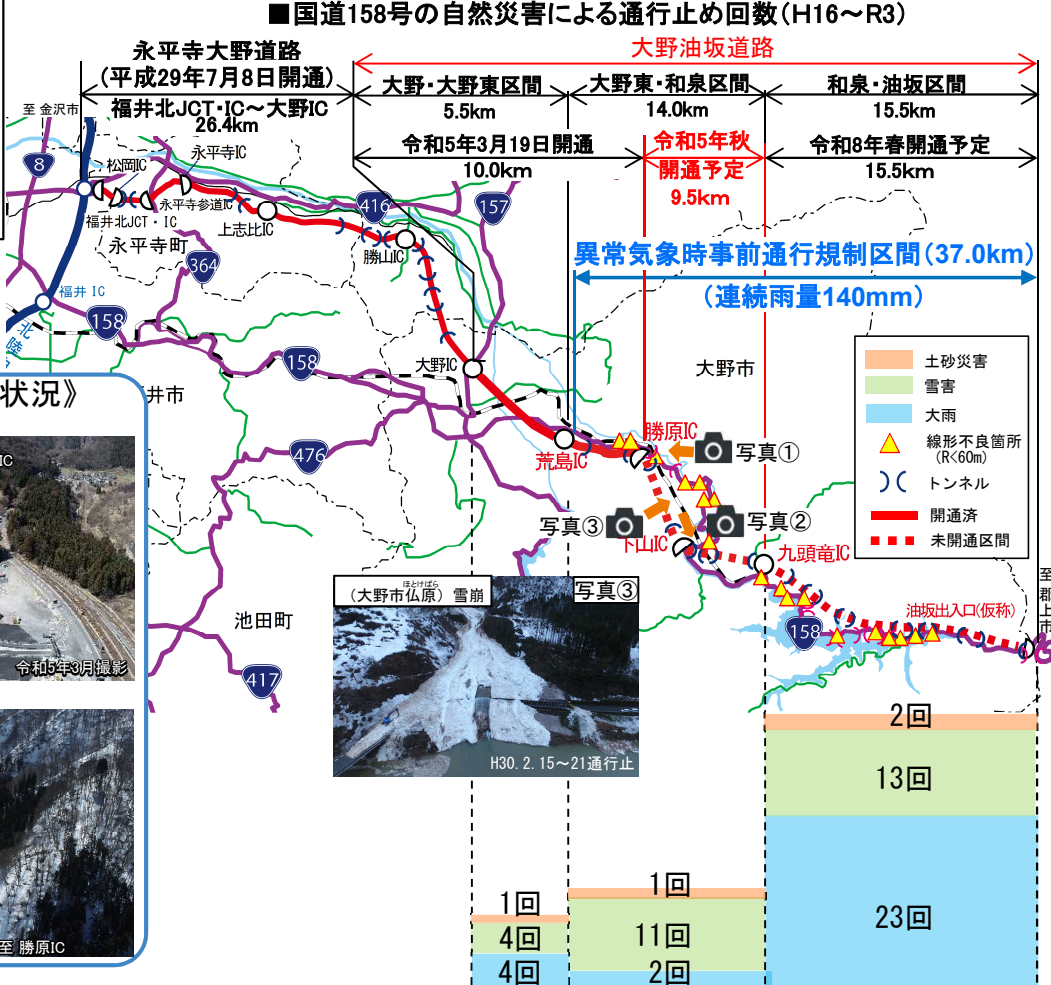 ■国道158号の自然災害による通行止め回数(H16～R3)
永平寺大野道路
(平成29年7月8日開通)
福井北JCT・IC～大野IC
26.4km
大野油坂道路
大野・大野東区間
5.5km
大野東・和泉区間
14.0km
和泉・油坂区間
15.5km
令和5年3月19日開通
10.0km
令和5年秋
開通予定
9.5km
令和8年春開通予定
15.5km
至 金沢市
8
松岡IC
永平寺IC
福井北JCT・IC
永平寺参道IC
上志比IC
永平寺町
416
157
勝山IC
364
異常気象時事前通行規制区間(37.0km)
(連続雨量140mm)
福井 IC
158
北陸
158
大野IC
大野市
土砂災害
雪害
大雨
線形不良箇所
(R<60m)
トンネル
開通済
未開通区間
状況》
井市
476
荒島IC
勝原IC
写真①
写真③
写真②
下山IC
九頭竜IC
油坂出入口(仮称)
至 郡上市
158
IC
令和5年3月撮影
池田町
417
ほとけばら
(大野市仏原) 雪崩
写真③
H30.2.15～21通行止
至 勝原IC
1回
4回
4回
1回
11回
2回
2回
13回
23回